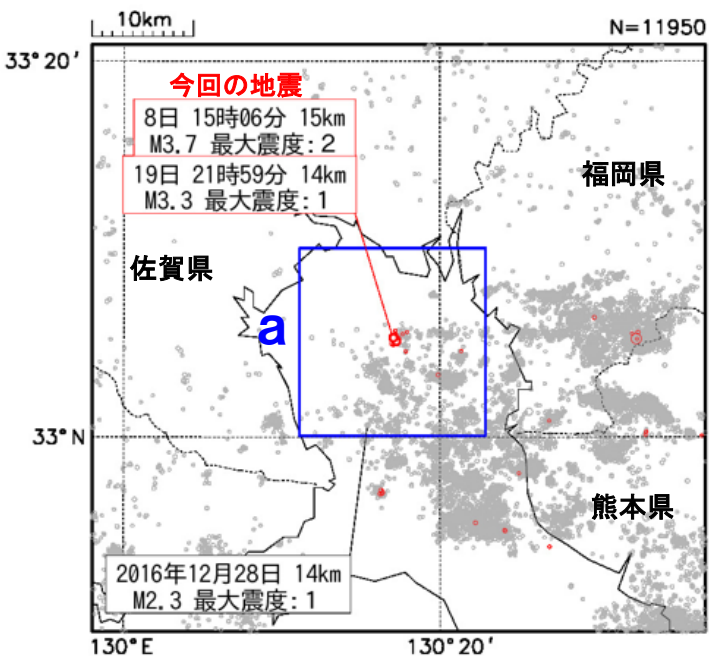 10km
N=11950
33°20′
今回の地震
8日 15時06分 15km
M3.7 最大震度:2
19日 21時59分 14km
M3.3 最大震度:1
福岡県
佐賀県
a
33°N
熊本県
2016年12月28日 14km
M2.3 最大震度:1
130°E
130°20′